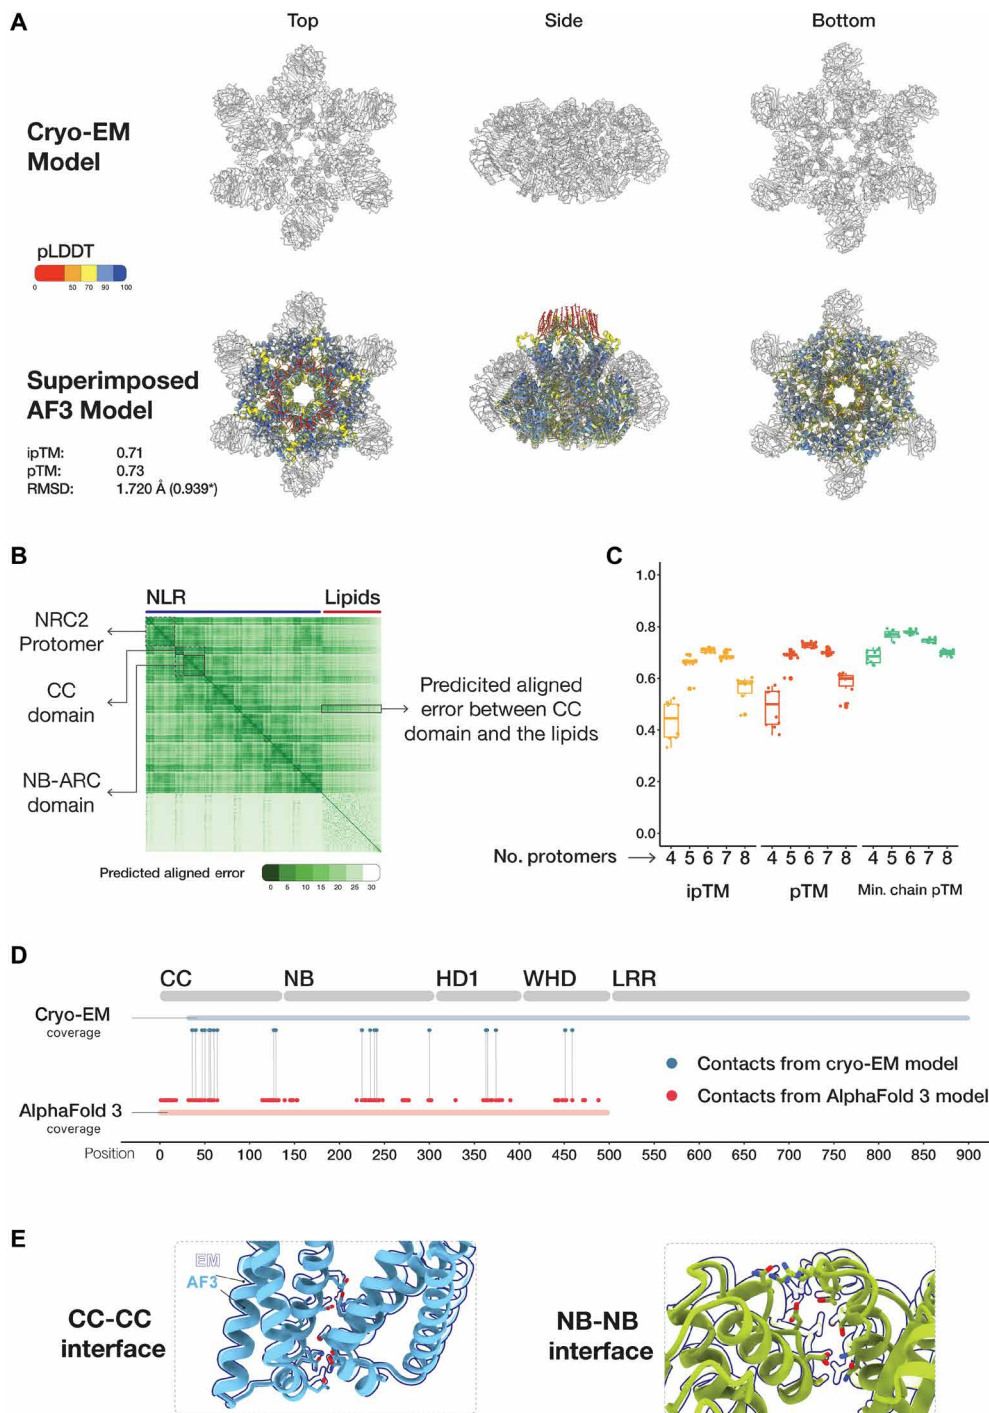 A
Top
Side
Bottom
Cryo-EM
Model
pLDDT
0 50 70 90 100
Superimposed
AF3 Model
ipTM: 0.71
pTM: 0.73
RMSD: 1.720 Å (0.939*)
B
NLR
Lipids
NRC2
Protomer
CC
domain
NB-ARC
domain
Predicited aligned
error between CC
domain and the lipids
Predicted aligned error
0 5 10 15 20 25 30
C
1.0
0.8
0.6
0.4
0.2
0.0
No. protomers
4 5 6 7 8 4 5 6 7 8 4 5 6 7 8
ipTM
pTM
Min. chain pTM
D
CC
NB
HD1
WHD
LRR
Cryo-EM
coverage
Contacts from cryo-EM model
Contacts from AlphaFold 3 model
AlphaFold 3
coverage
Position 0 50 100 150 200 250 300 350 400 450 500 550 600 650 700 750 800 850 900
E
EM
AF3
CC-CC
interface
NB-NB
interface